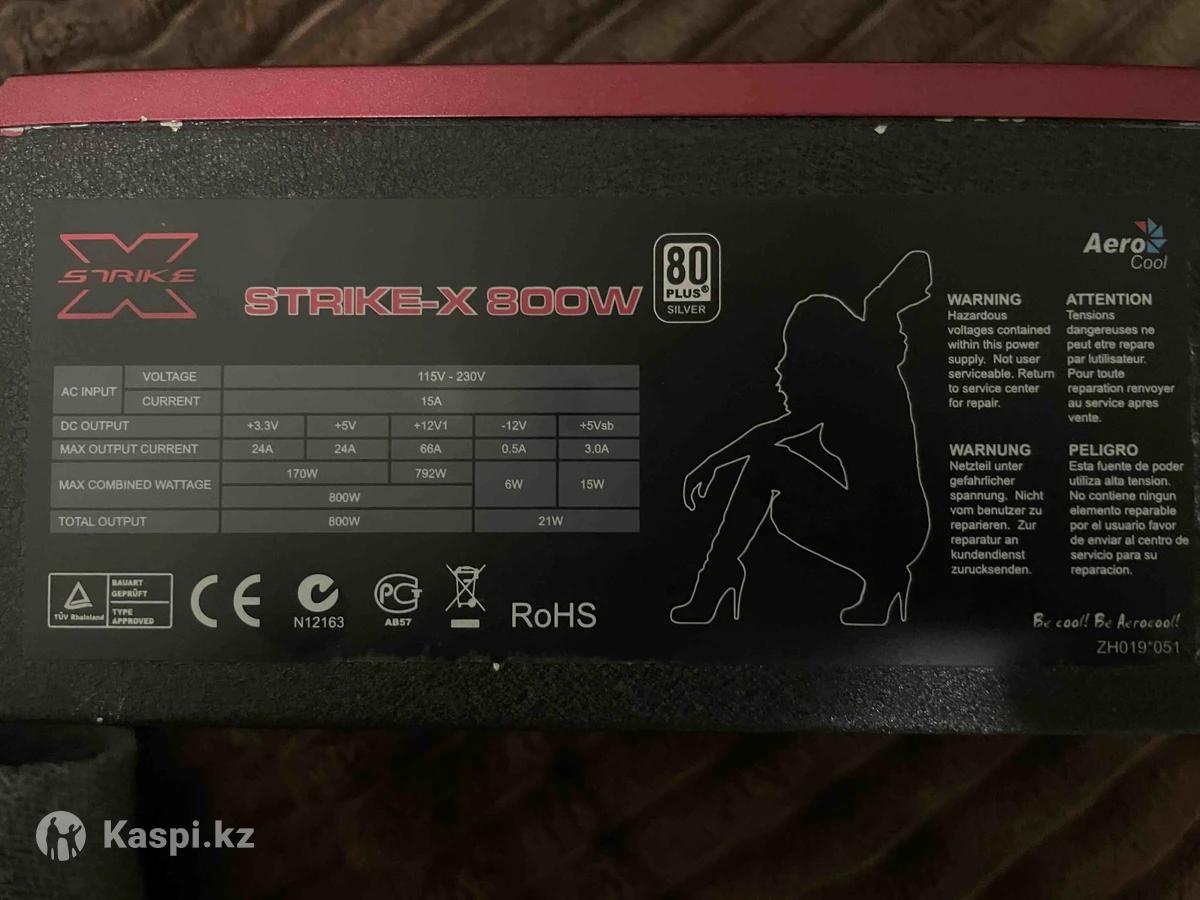 STRIKE
STRIKE-X 800W
80
PLUS®
SILVER
Aero
Cool
AC INPUT VOLTAGE 115V - 230V
CURRENT 15A
DC OUTPUT +3.3V +5V +12V1 -12V +5Vsb
MAX OUTPUT CURRENT 24A 24A 66A 0.5A 3.0A
MAX COMBINED WATTAGE 170W 792W 6W 15W
800W
TOTAL OUTPUT 800W 21W
WARNING
Hazardous
voltages contained
within this power
supply. Not user
serviceable. Return
to service center
for repair.
ATTENTION
Tensions
dangereuses ne
peut etre repare
par lutilisateur.
Pour toute
reparation renvoyer
au service apres
vente.
WARNUNG
Netzteil unter
gefahrlicher
spannung. Nicht
vom benutzer zu
reparieren. Zur
reparatur an
kundendienst
zurucksenden.
PELIGRO
Esta fuente de poder
utiliza alta tension.
No contiene ningun
elemento reparable
por el usuario favor
de enviar al centro de
servicio para su
reparacion.
TÜV Rheinland
BAUART
GEPRÜFT
TYPE
APPROVED
CE
N12163
AB57
RoHS
Be cool! Be Aerocool!
ZH019*051
Kaspi.kz